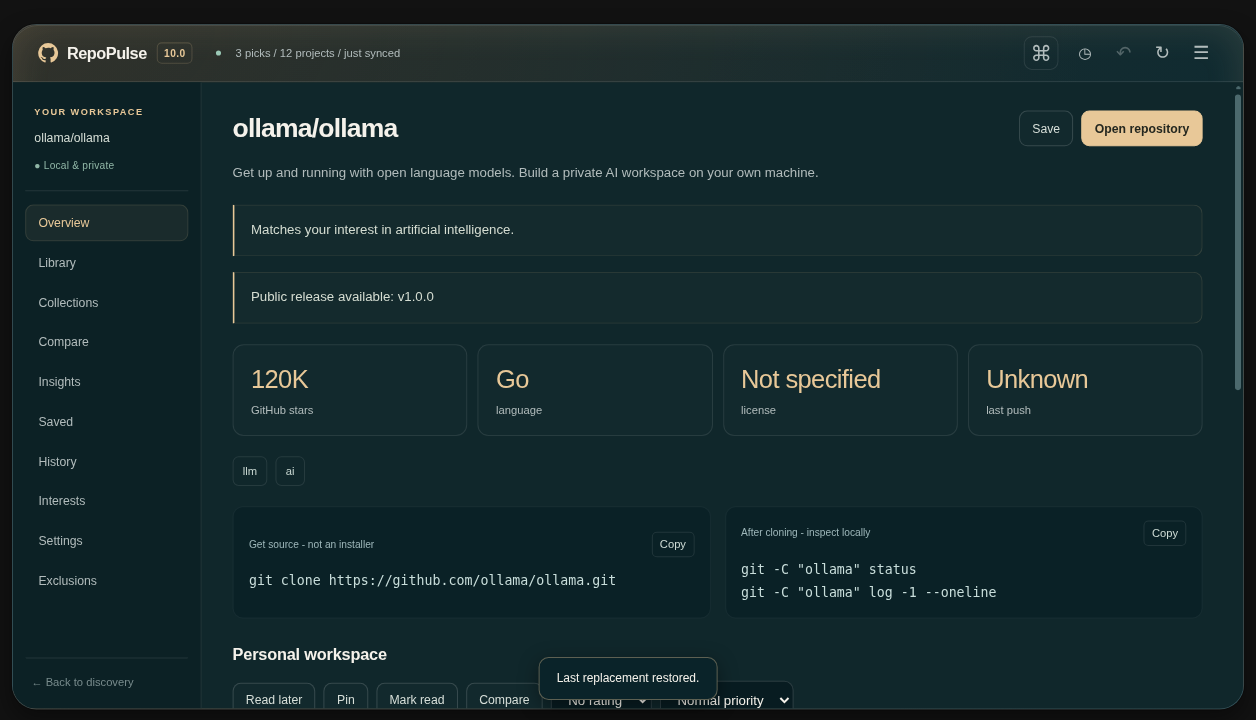 RepoPulse 10.0 3 picks / 12 projects / just synced
YOUR WORKSPACE
ollama/ollama
● Local & private
Overview
Library
Collections
Compare
Insights
Saved
History
Interests
Settings
Exclusions
← Back to discovery
ollama/ollama
Save
Open repository
Get up and running with open language models. Build a private AI workspace on your own machine.
Matches your interest in artificial intelligence.
Public release available: v1.0.0
120K
GitHub stars
Go
language
Not specified
license
Unknown
last push
llm
ai
Get source - not an installer
Copy
git clone https://github.com/ollama/ollama.git
After cloning - inspect locally
Copy
git -C "ollama" status
git -C "ollama" log -1 --oneline
Personal workspace
Read later
Pin
Mark read
Compare
No rating
Normal priority
Last replacement restored.